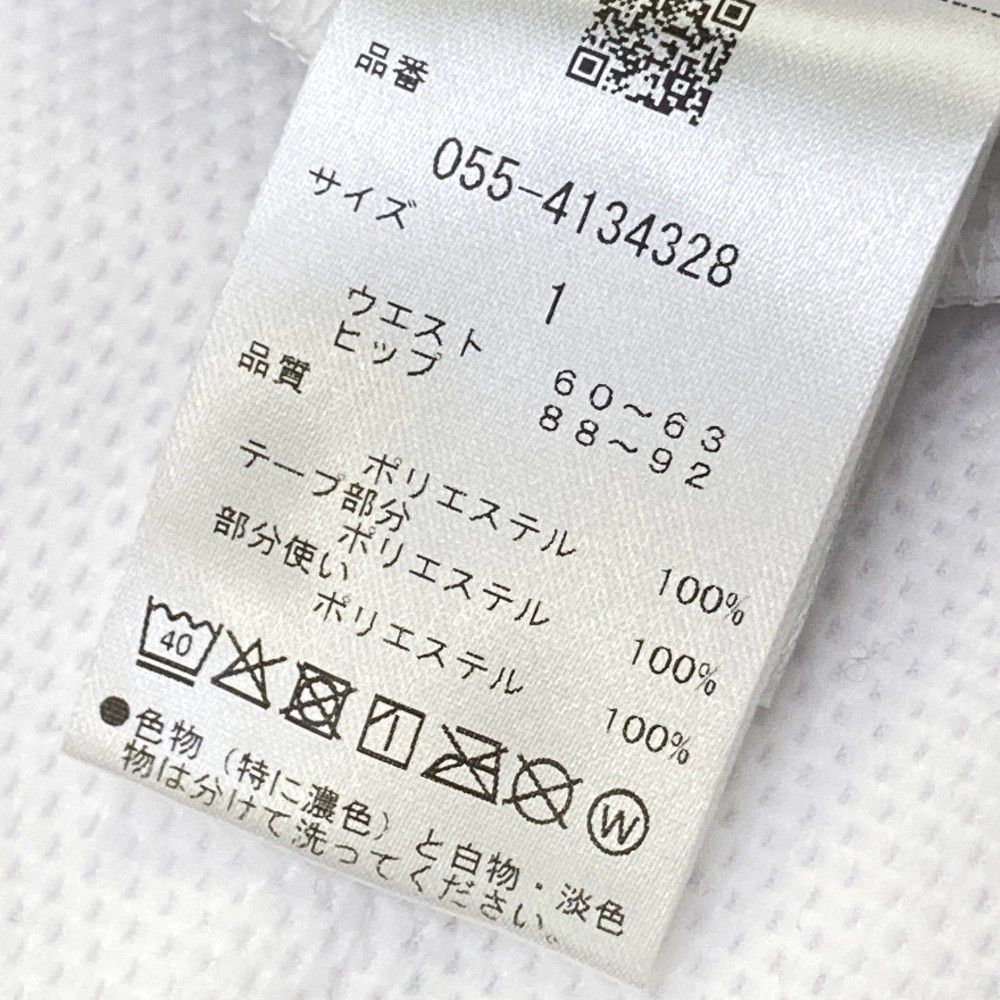 品番
055-4134328
サイズ
1
ウエスト 60〜63
ヒップ 88〜92
品質
ポリエステル 100%
テープ部分
ポリエステル 100%
部分使い
ポリエステル 100%
40
W
●色物（特に濃色）と白物・淡色
物は分けて洗ってください。